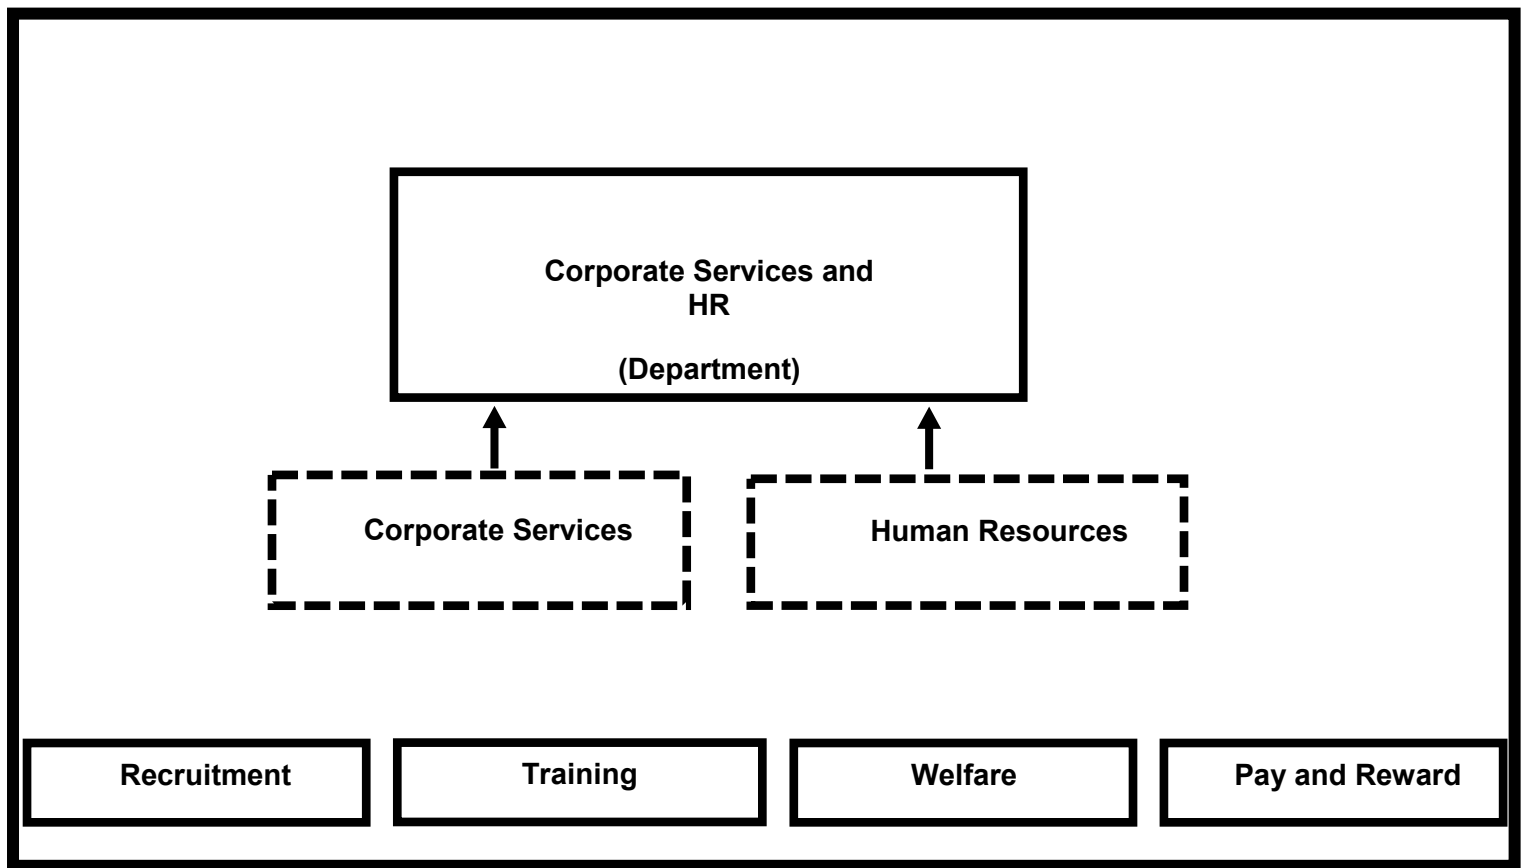 Corporate Services and
HR
(Department)
Corporate Services
Human Resources
Recruitment
Training
Welfare
Pay and Reward